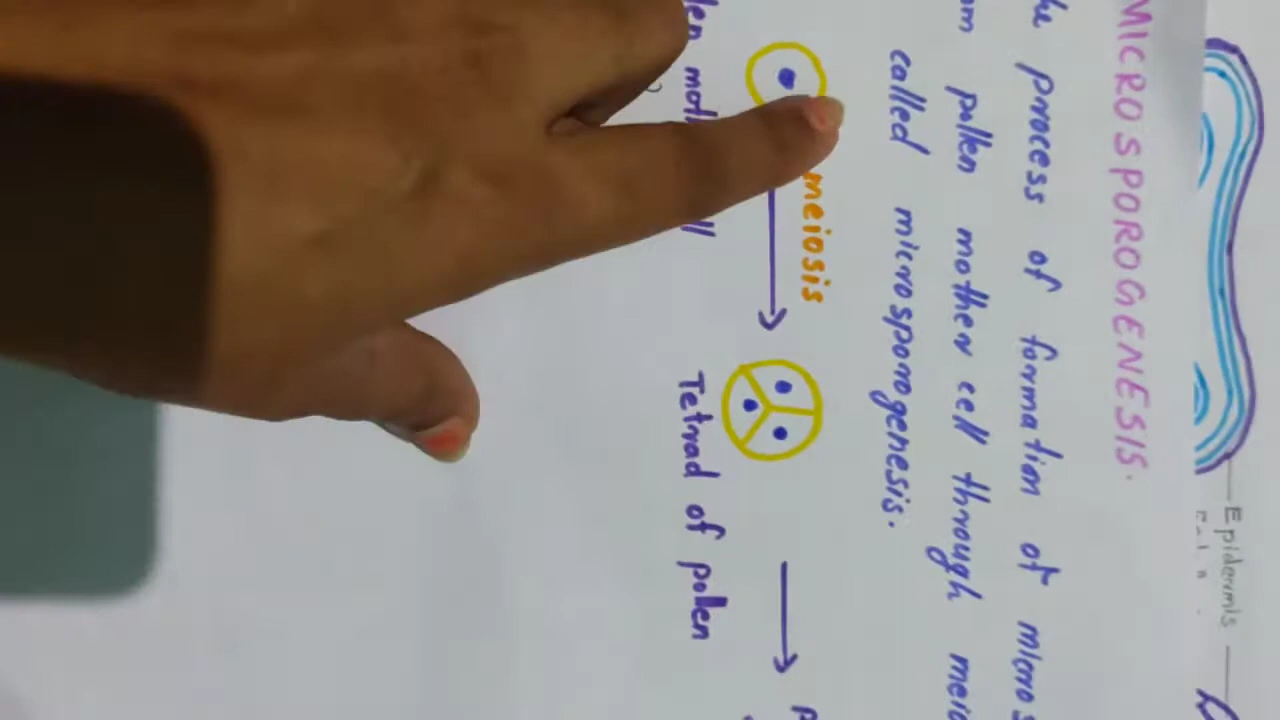 Epidermis
MICROSPOROGENESIS.
process of formation of
pollen mother cell through
called microsporogenesis.
meiosis
Tetrad of pollen